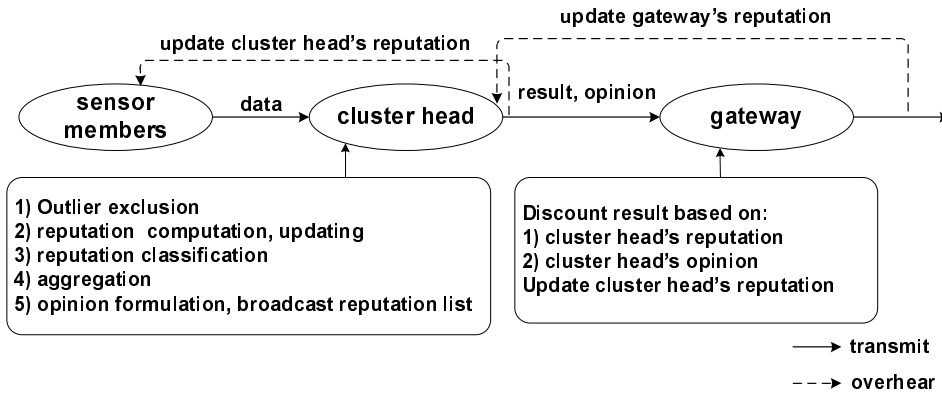 update gateway's reputation
update cluster head's reputation
sensor
members
data
cluster head
result, opinion
gateway
1) Outlier exclusion
2) reputation computation, updating
3) reputation classification
4) aggregation
5) opinion formulation, broadcast reputation list
Discount result based on:
1) cluster head's reputation
2) cluster head's opinion
Update cluster head's reputation
transmit
overhear